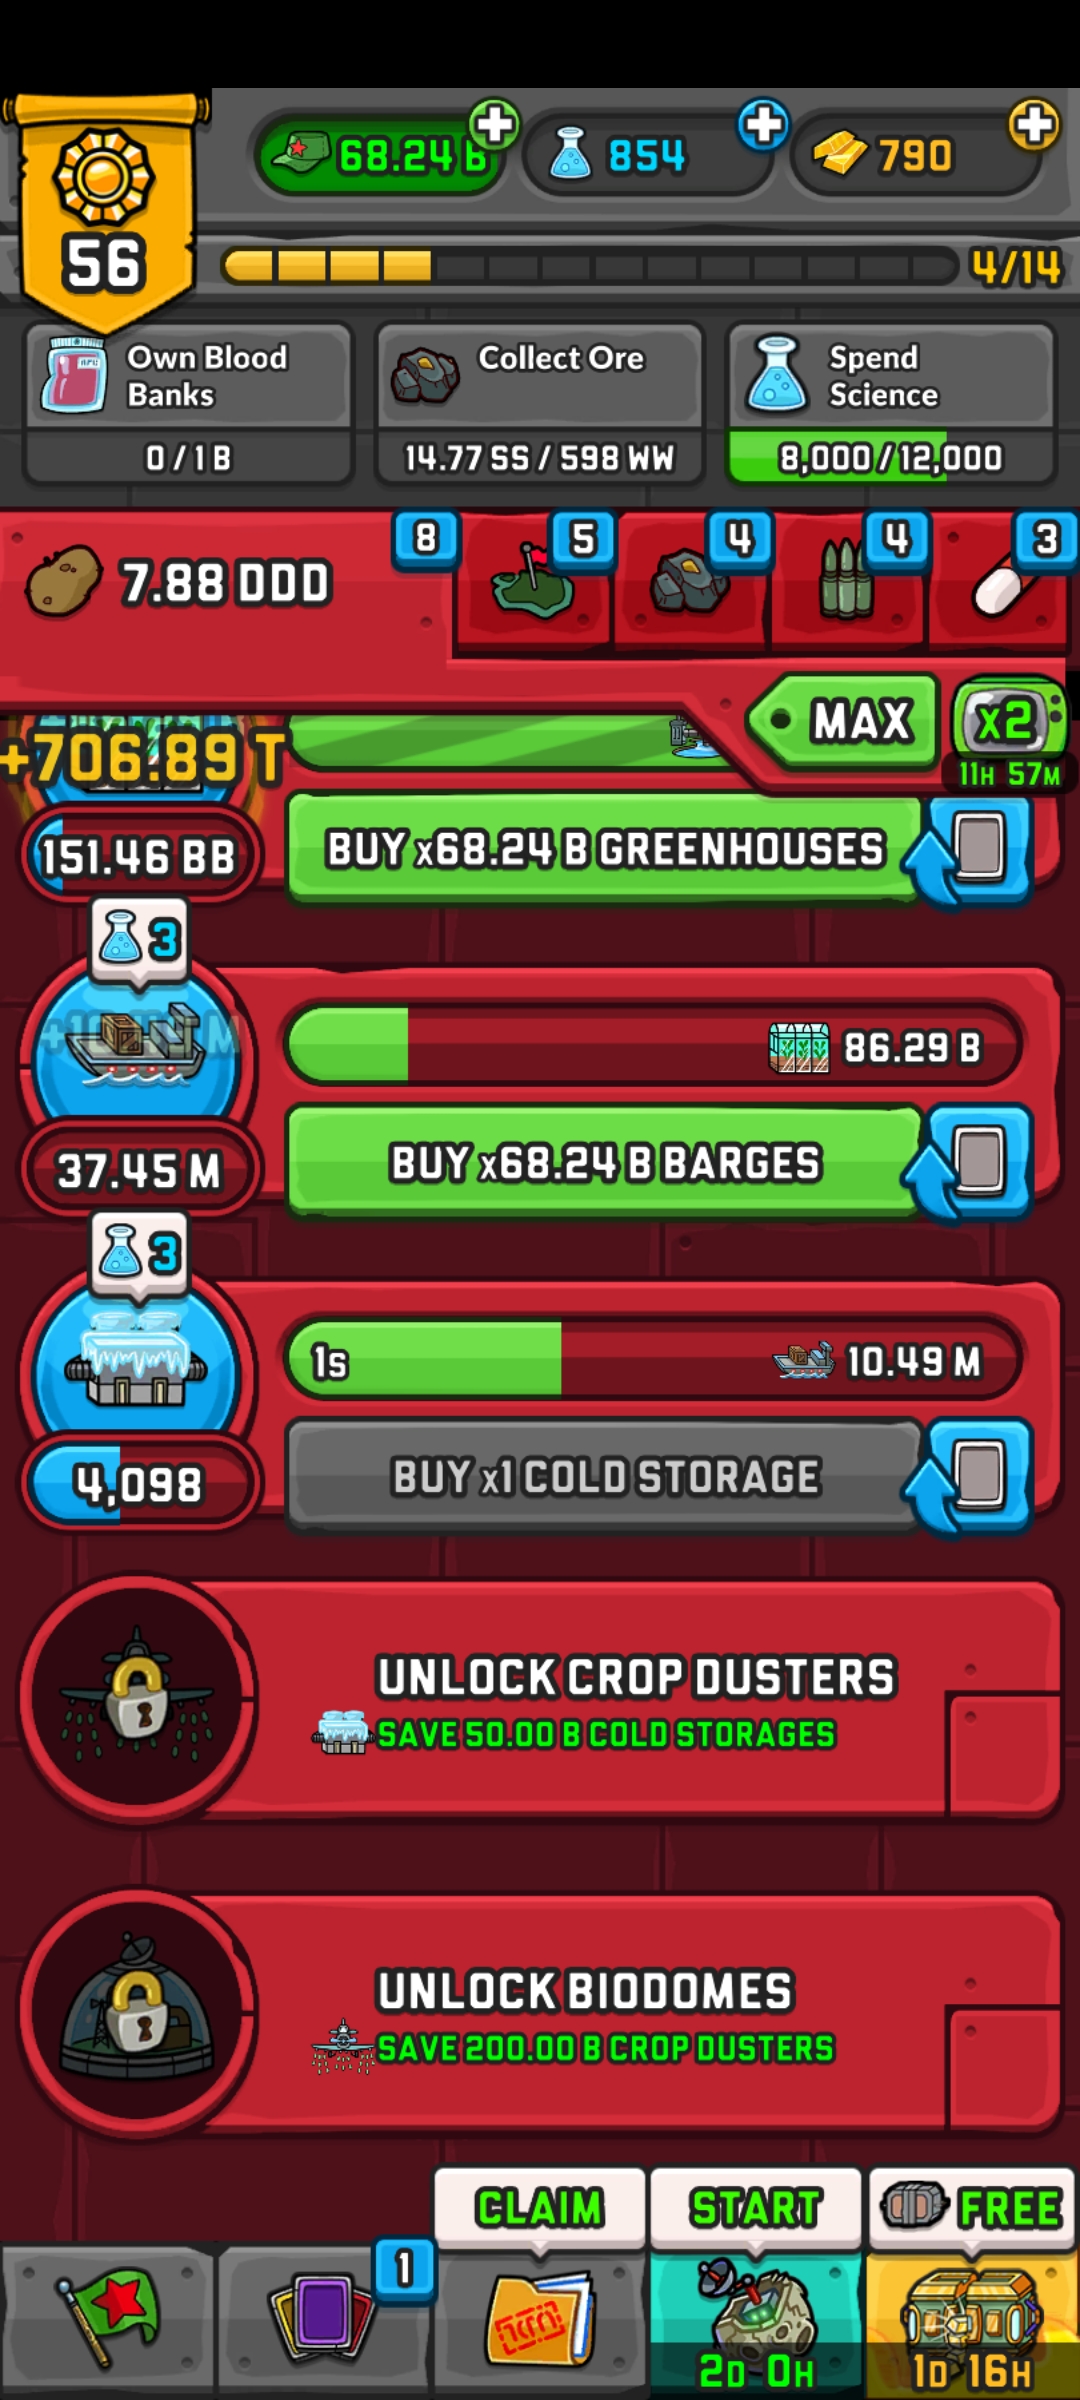 68.24 B
854
790
56
4/14
Own Blood
Banks
0 / 1 B
Collect Ore
14.77 SS / 598 WW
Spend
Science
8,000 / 12,000
7.88 DDD
8
5
4
4
3
MAX
x2
11H 57M
+706.89 T
151.46 BB
BUY x68.24 B GREENHOUSES
3
86.29 B
37.45 M
BUY x68.24 B BARGES
3
1s
10.49 M
4,098
BUY x1 COLD STORAGE
UNLOCK CROP DUSTERS
SAVE 50.00 B COLD STORAGES
UNLOCK BIODOMES
SAVE 200.00 B CROP DUSTERS
CLAIM
START
FREE
1
2D 0H
1D 16H